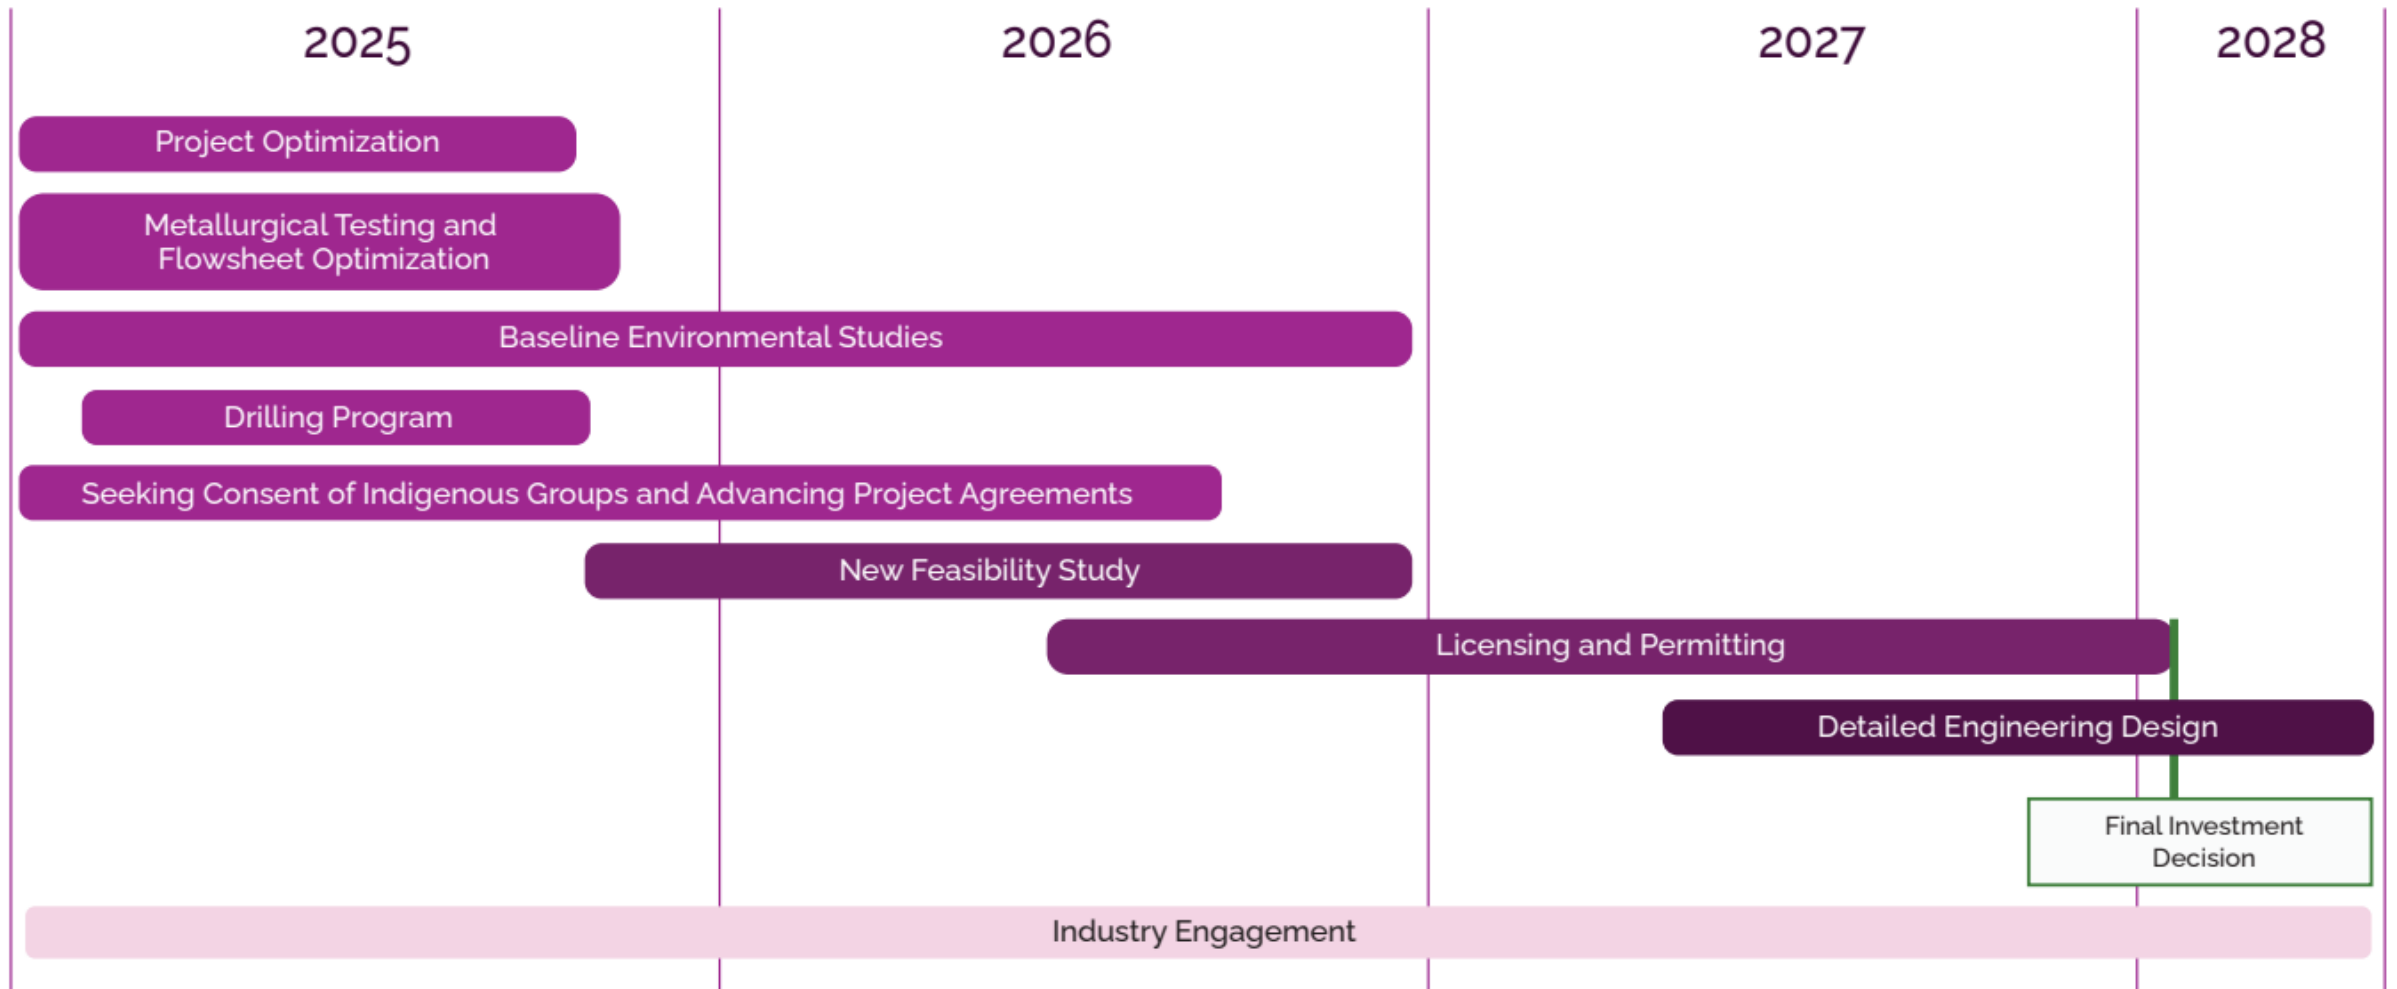 2025
2026
2027
2028
Project Optimization
Metallurgical Testing and
Flowsheet Optimization
Baseline Environmental Studies
Drilling Program
Seeking Consent of Indigenous Groups and Advancing Project Agreements
New Feasibility Study
Licensing and Permitting
Detailed Engineering Design
Final Investment
Decision
Industry Engagement